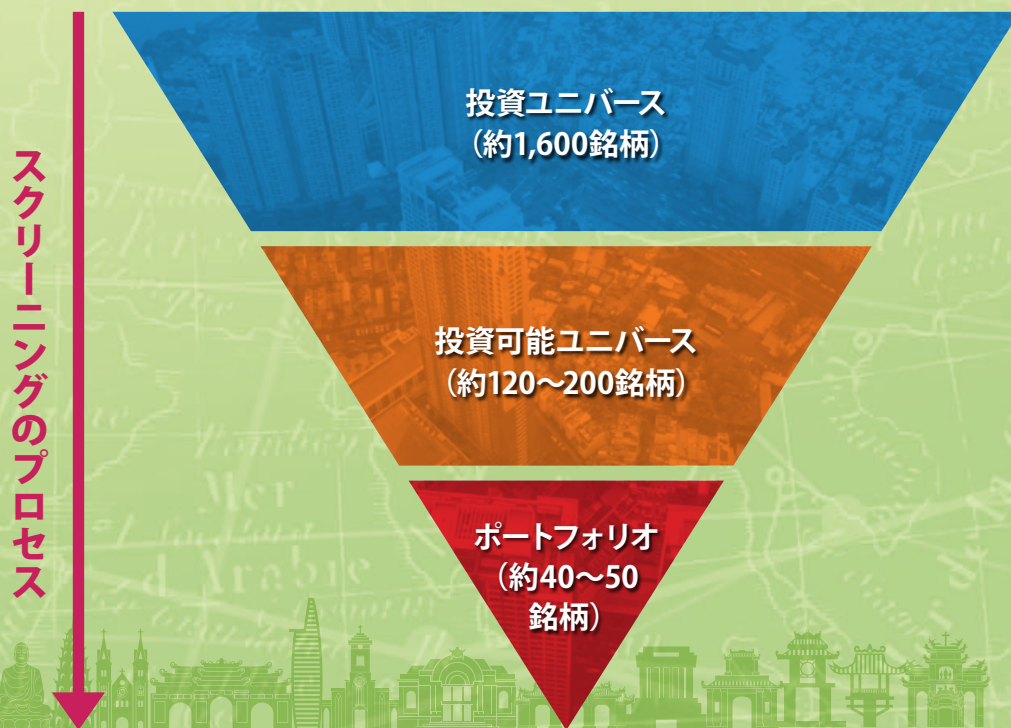 スクリーニングのプロセス
投資ユニバース
（約1,600銘柄）
投資可能ユニバース
（約120〜200銘柄）
ポートフォリオ
（約40〜50
銘柄）
Mer
d'Arabie